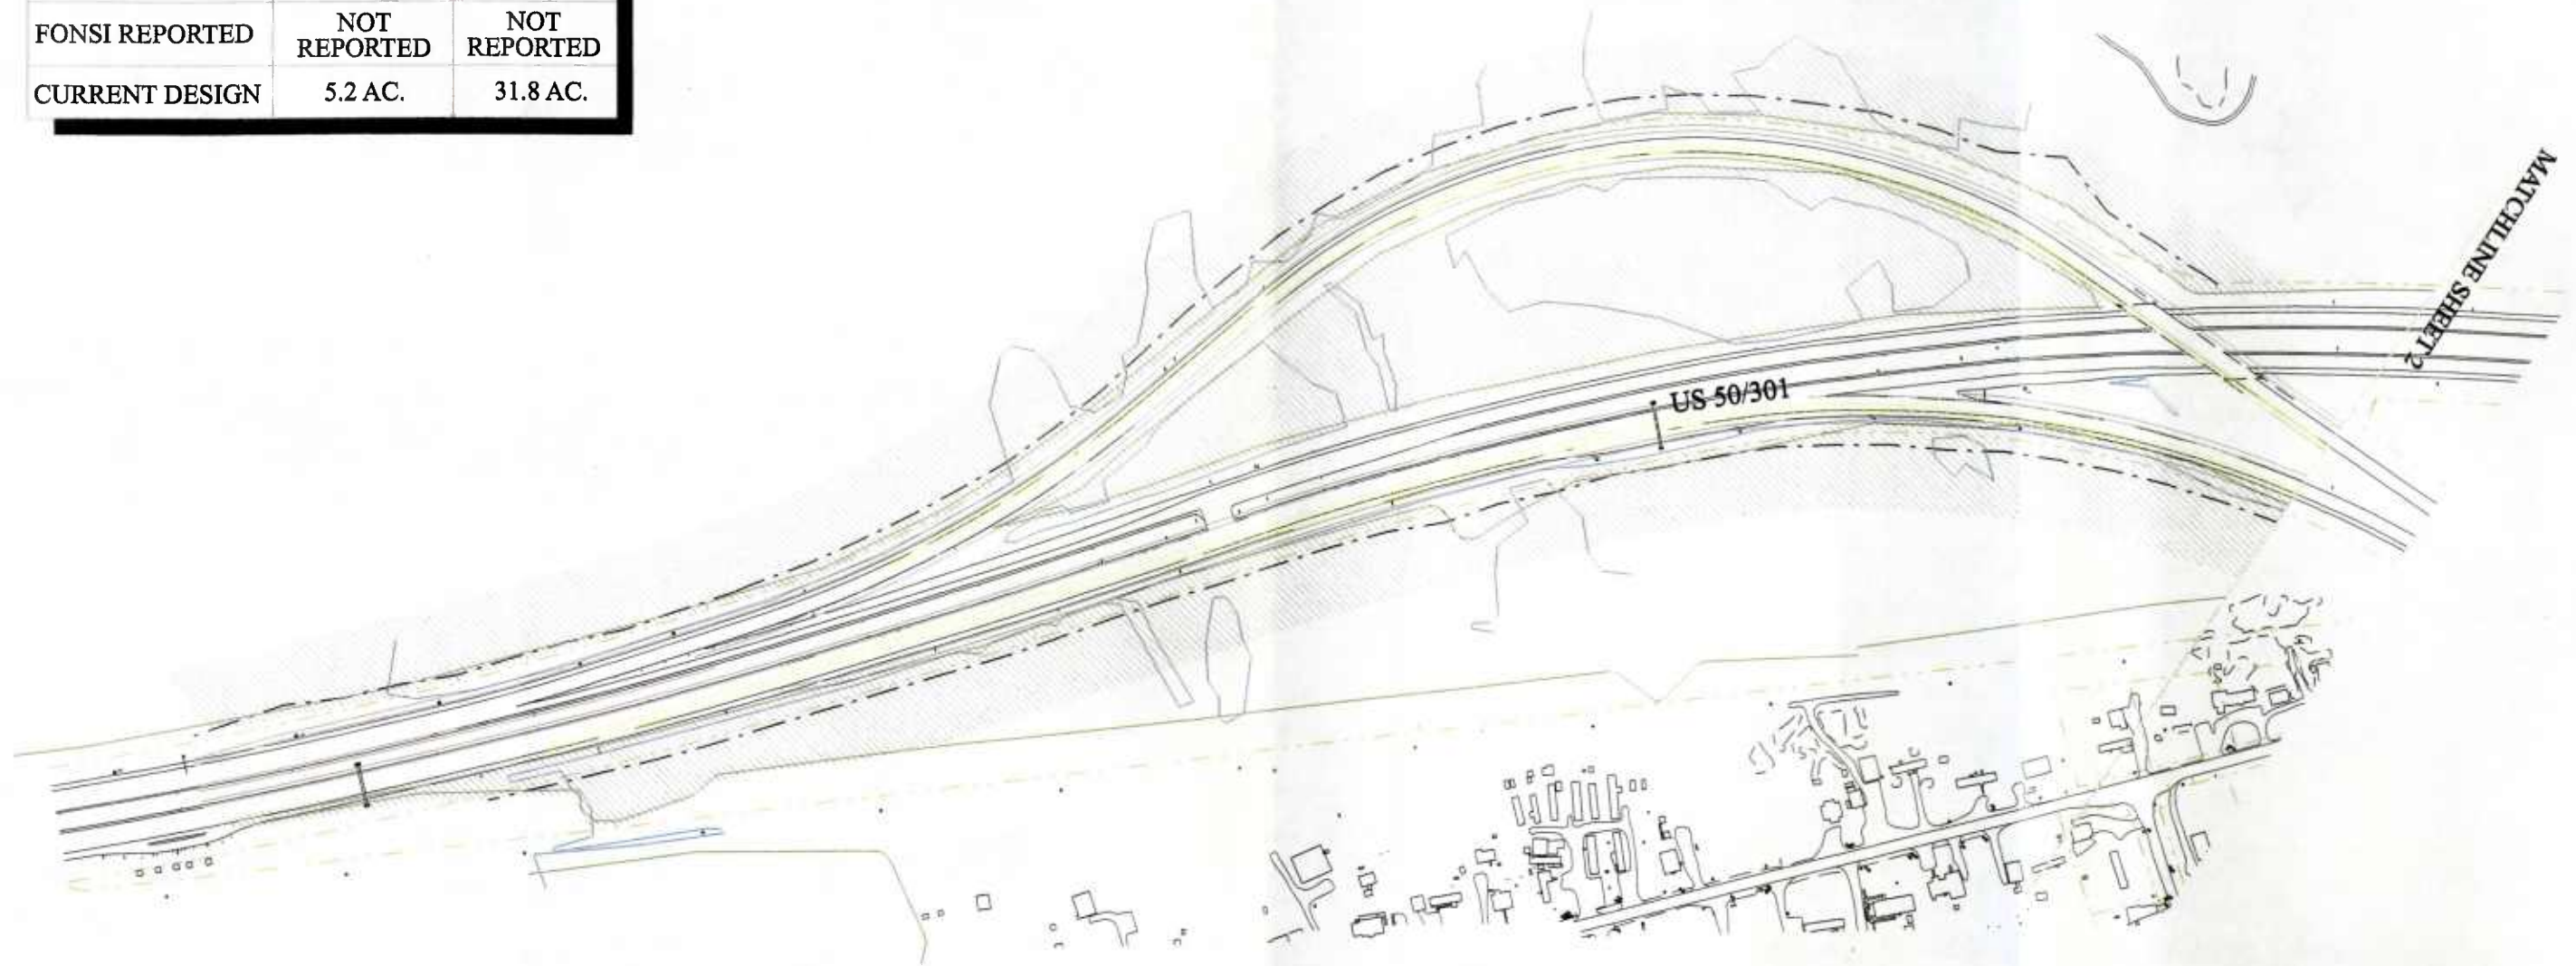 FONSI REPORTED NOT REPORTED NOT REPORTED
CURRENT DESIGN 5.2 AC. 31.8 AC.
MATCHLINE SHEET 2
US 50/301